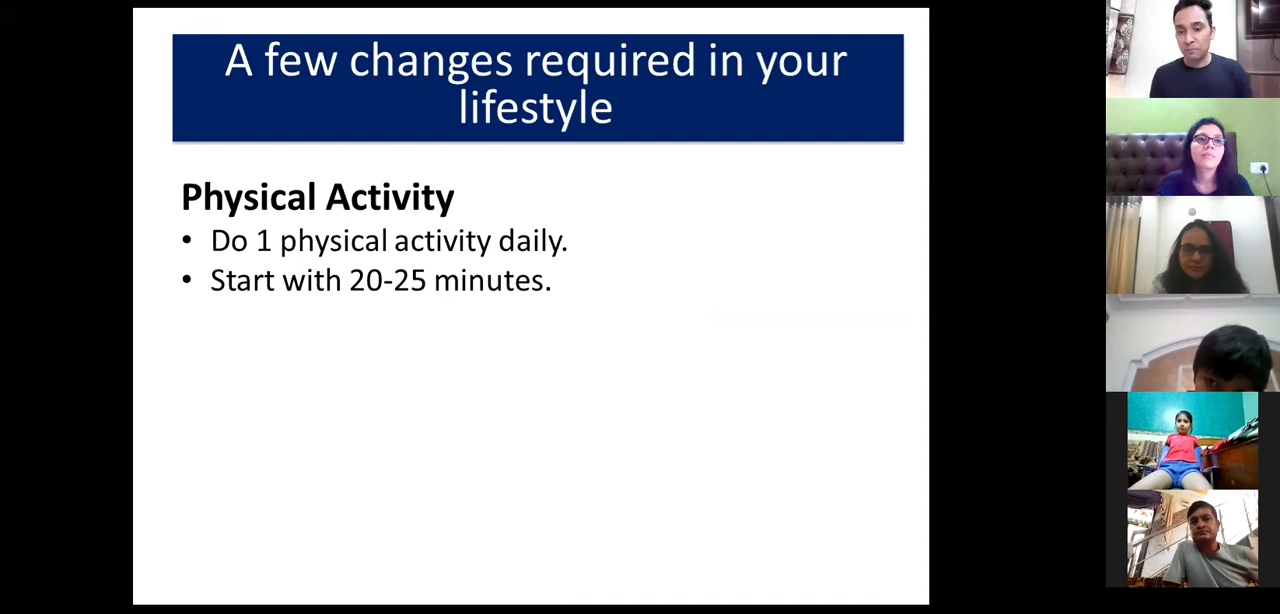 A few changes required in your
lifestyle
Physical Activity
• Do 1 physical activity daily.
• Start with 20-25 minutes.